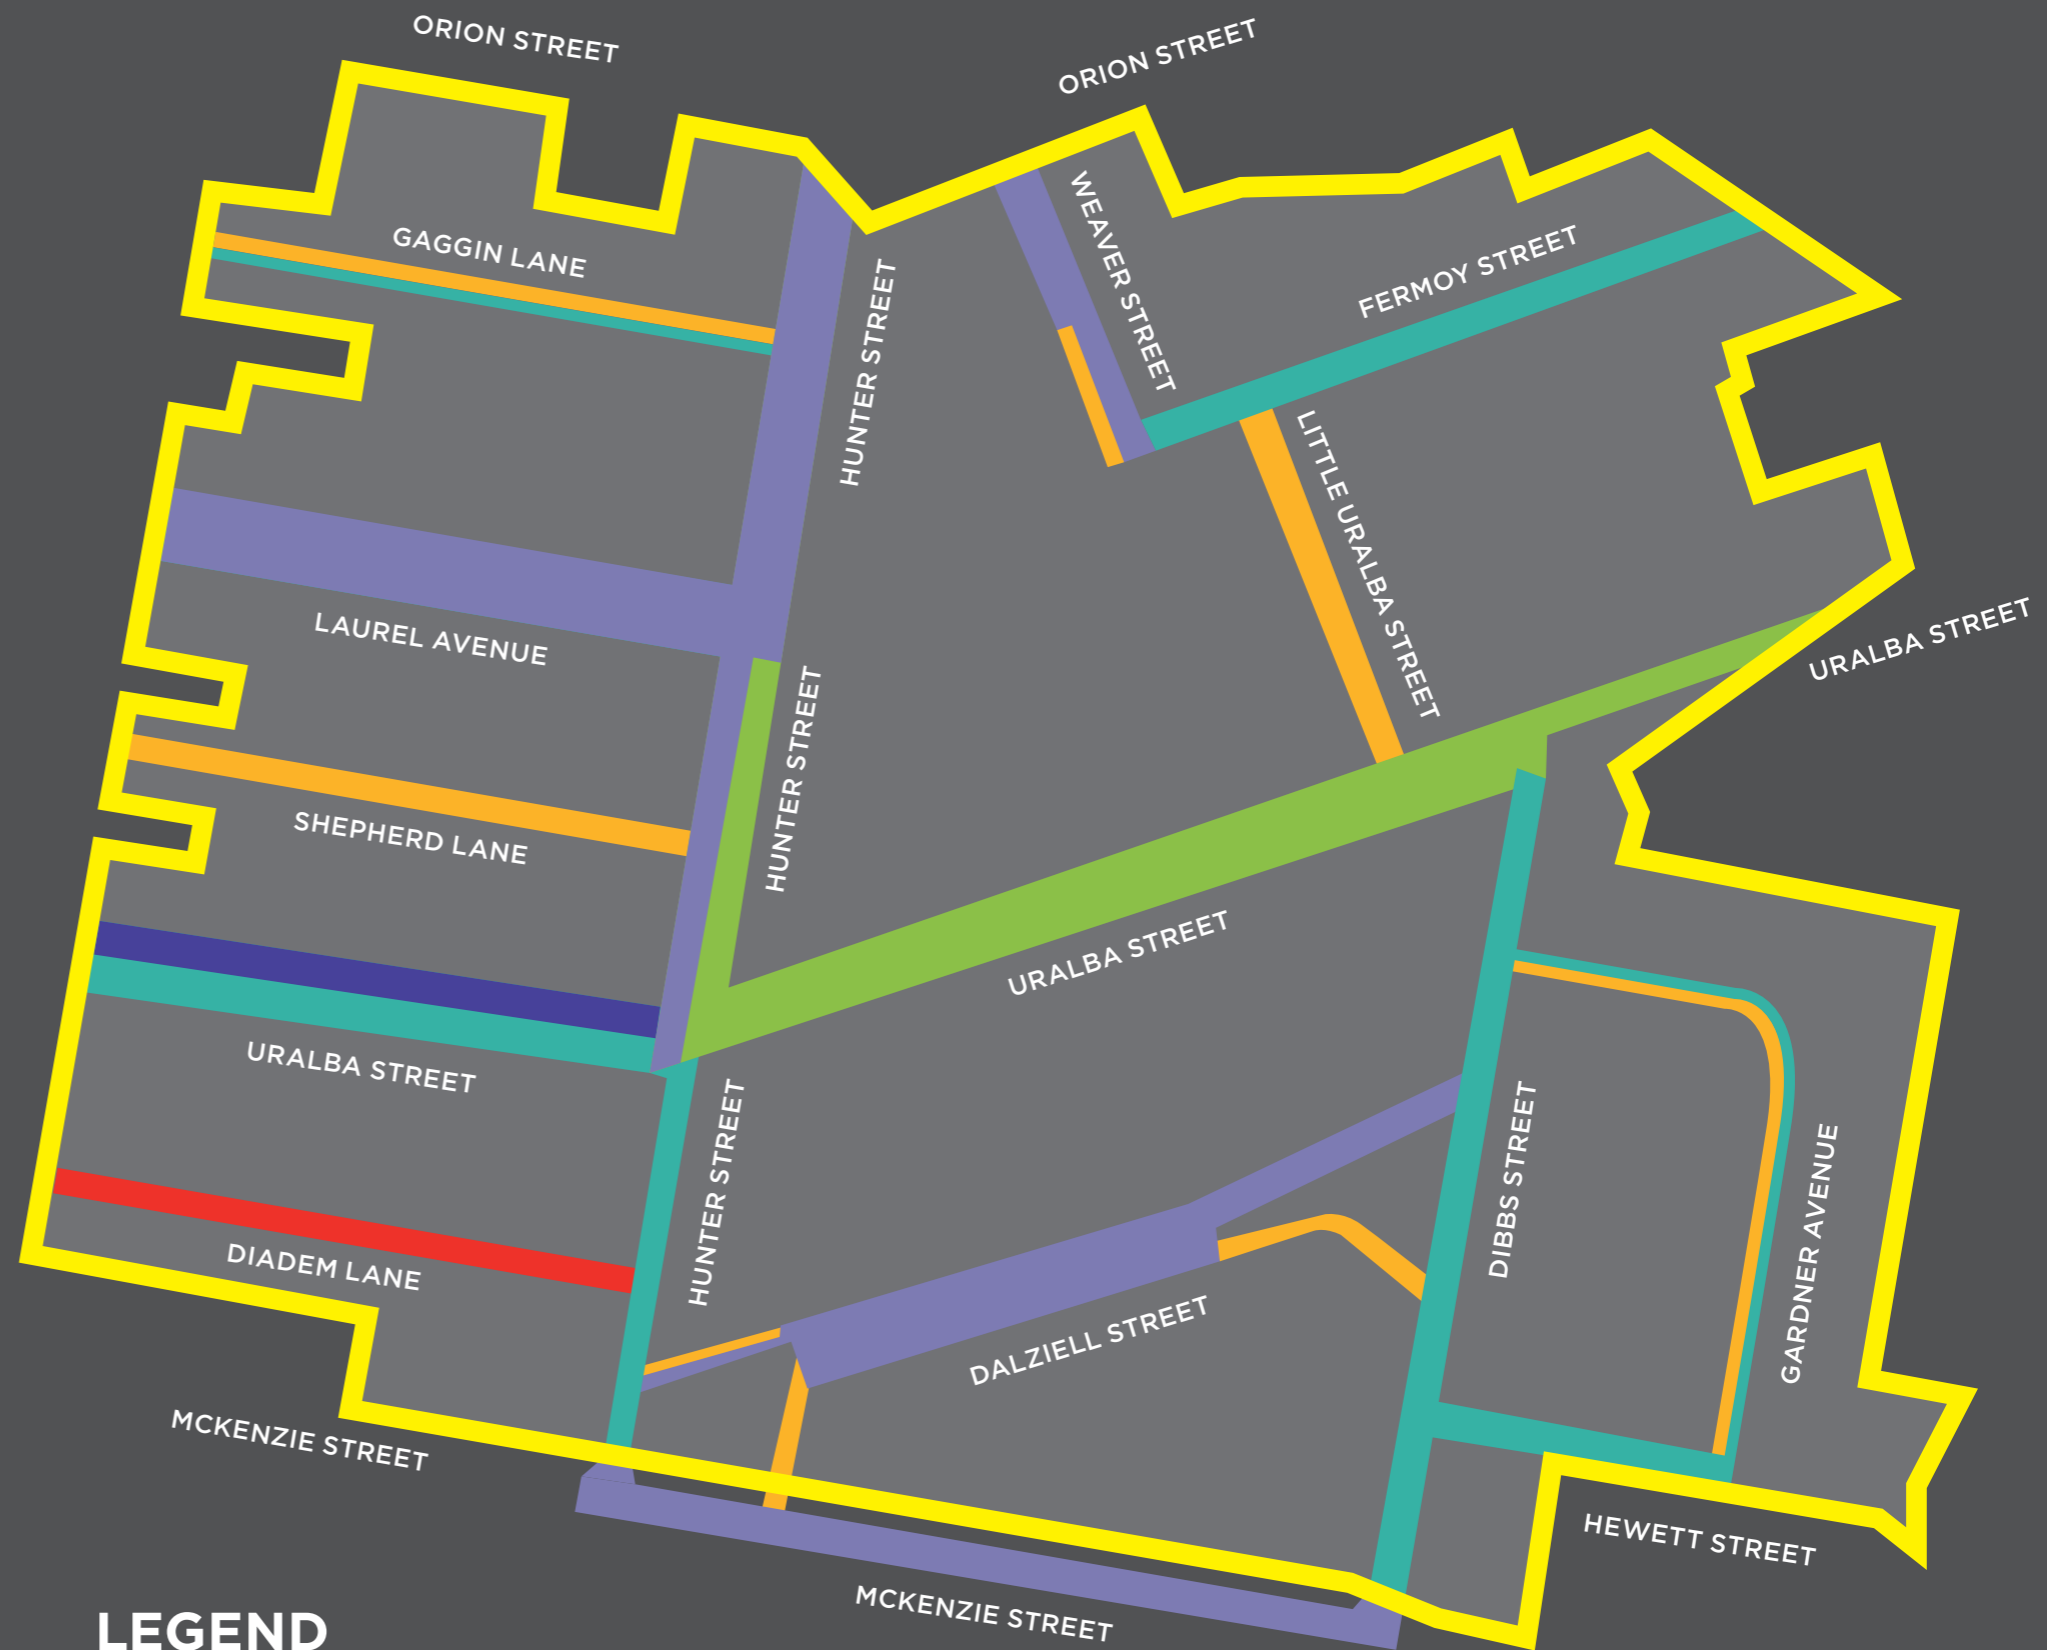 ORION STREET
ORION STREET
WEAVER STREET
FERMOY STREET
GAGGIN LANE
HUNTER STREET
LITTLE URALBA STREET
LAUREL AVENUE
URALBA STREET
HUNTER STREET
SHEPHERD LANE
URALBA STREET
URALBA STREET
HUNTER STREET
DIBBS STREET
GARDNER AVENUE
DIADEM LANE
DALZIELL STREET
MCKENZIE STREET
HEWETT STREET
MCKENZIE STREET
LEGEND